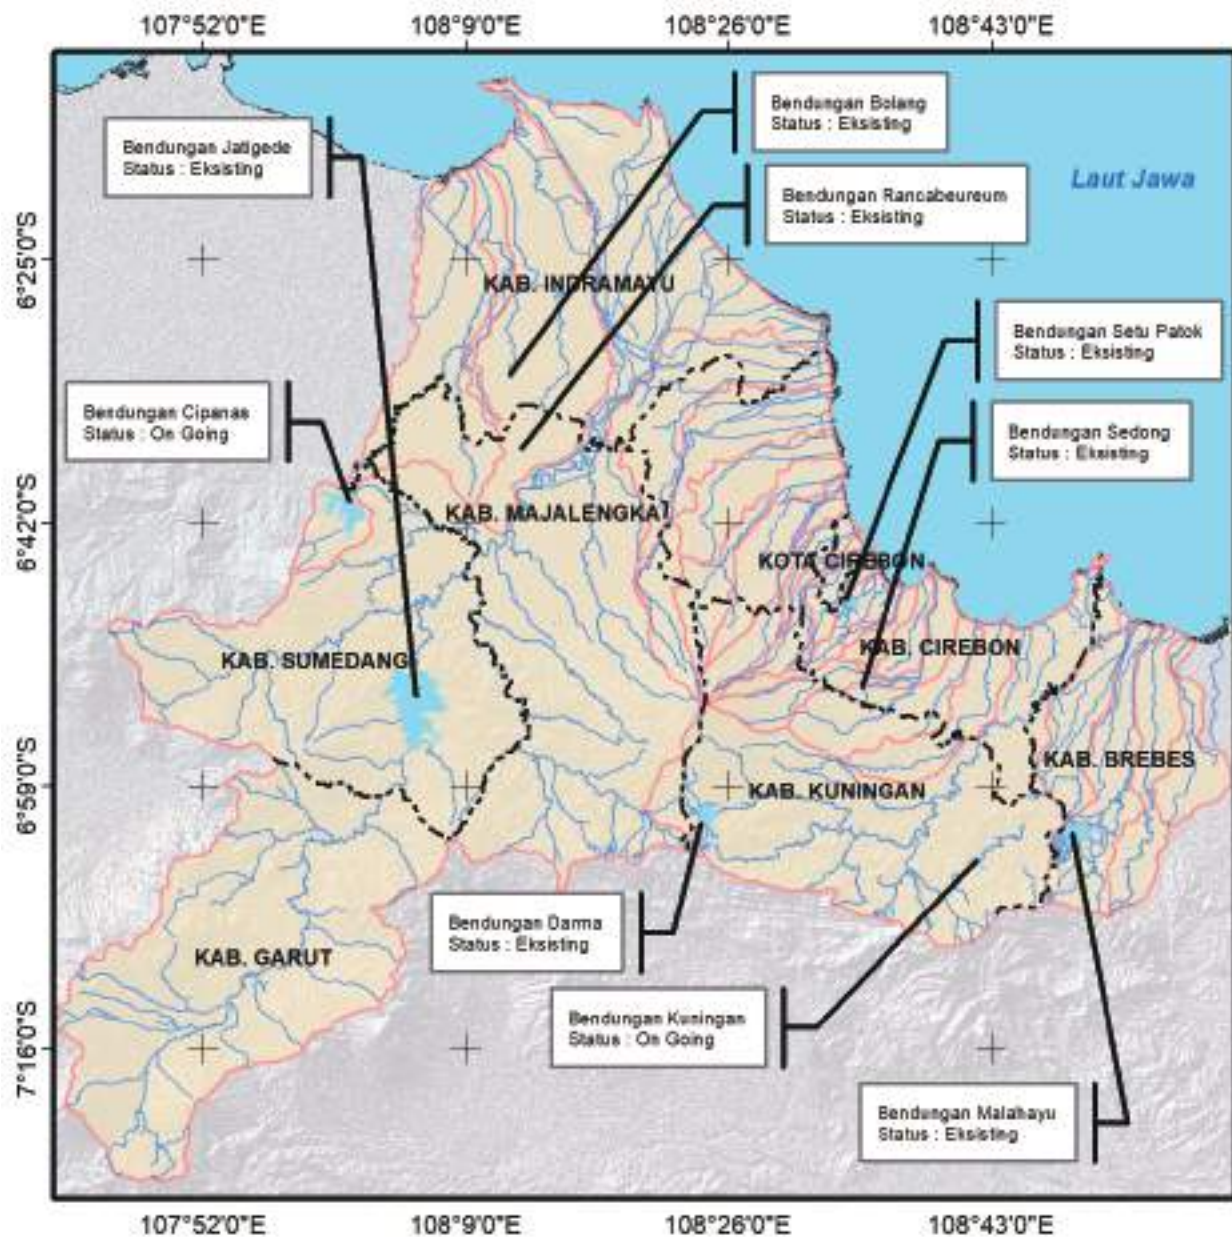 107°52'0"E 108°9'0"E 108°26'0"E 108°43'0"E
Bendungan Bolang
Status : Eksisting
Bendungan Jatigede
Status : Eksisting
Laut Jawa
Bendungan Rancabeureum
Status : Eksisting
6°25'0"S
KAB. INDRAMAYU
Bendungan Setu Patok
Status : Eksisting
Bendungan Cipanas
Status : On Going
Bendungan Sedong
Status : Eksisting
6°42'0"S
KAB. MAJALENGKA
KOTA CIREBON
KAB. SUMEDANG
KAB. CIREBON
6°59'0"S
KAB. BREBES
KAB. KUNINGAN
Bendungan Darma
Status : Eksisting
KAB. GARUT
Bendungan Kuningan
Status : On Going
7°16'0"S
Bendungan Malahayu
Status : Eksisting
107°52'0"E 108°9'0"E 108°26'0"E 108°43'0"E